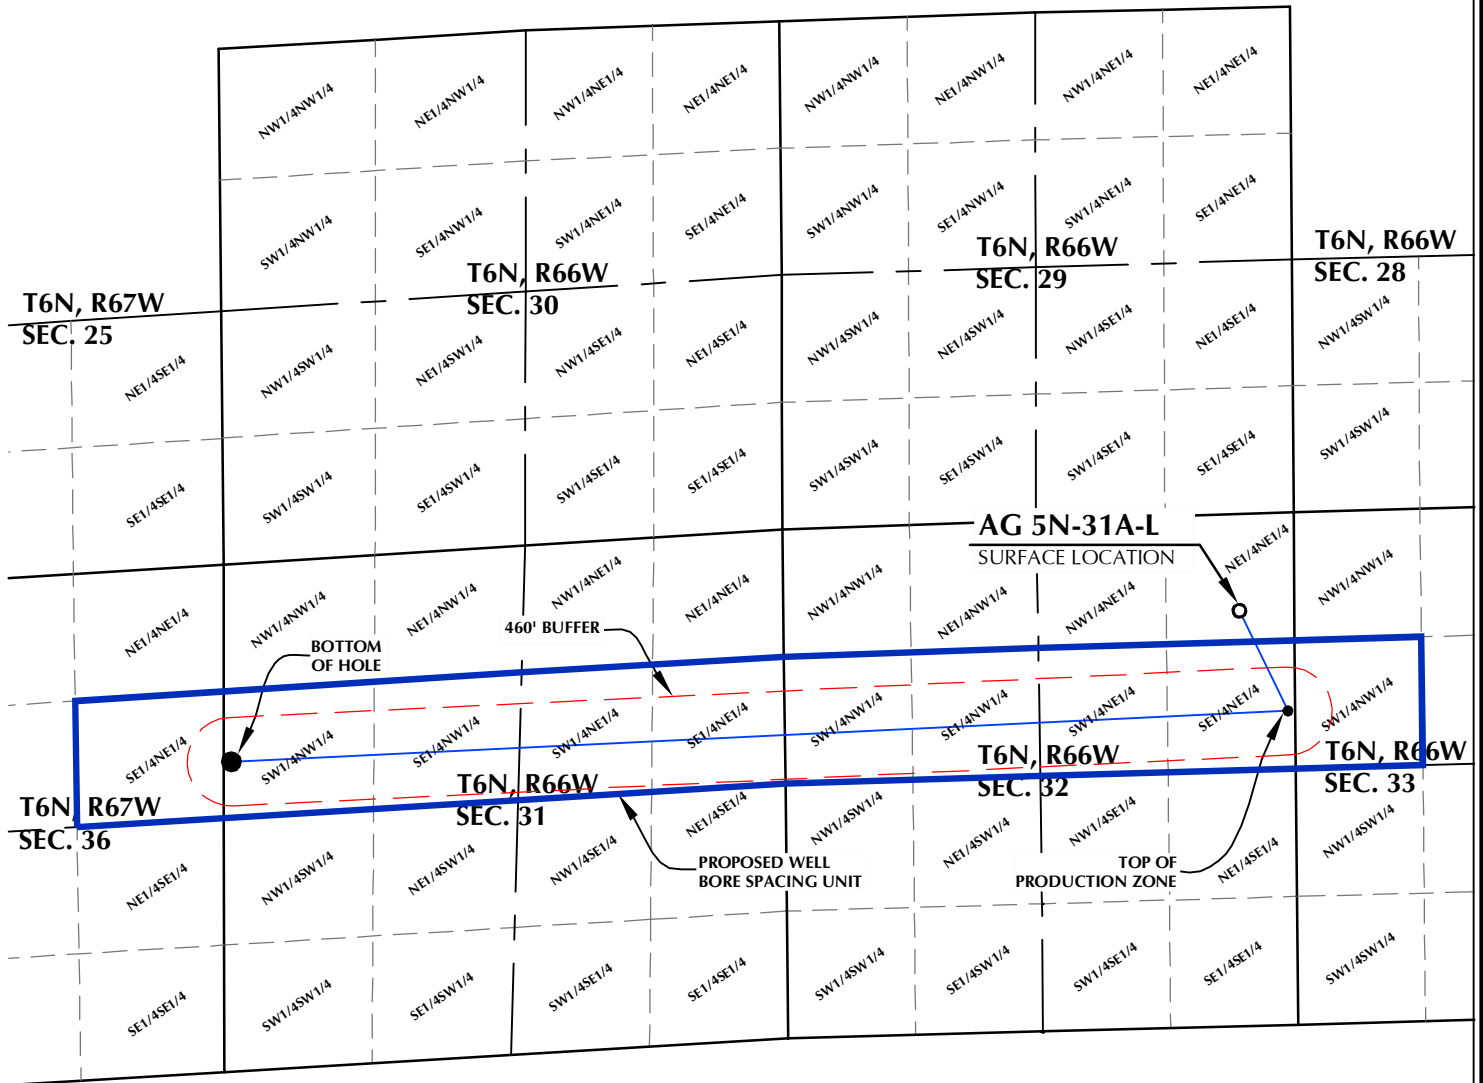 NW1/4NW1/4
NE1/4NW1/4
NW1/4NE1/4
NE1/4NE1/4
NW1/4NW1/4
NE1/4NW1/4
NW1/4NE1/4
NE1/4NE1/4
SW1/4NW1/4
SE1/4NW1/4
SW1/4NE1/4
SE1/4NE1/4
SW1/4NW1/4
SE1/4NW1/4
SW1/4NE1/4
SE1/4NE1/4
T6N, R67W
SEC. 25
T6N, R66W
SEC. 30
T6N, R66W
SEC. 29
T6N, R66W
SEC. 28
NE1/4SE1/4
NW1/4SW1/4
NE1/4SW1/4
NW1/4SE1/4
NE1/4SE1/4
NW1/4SW1/4
NE1/4SW1/4
NW1/4SE1/4
NE1/4SE1/4
NW1/4SW1/4
SE1/4SE1/4
SW1/4SW1/4
SE1/4SW1/4
SW1/4SE1/4
SE1/4SE1/4
SW1/4SW1/4
SE1/4SW1/4
SW1/4SE1/4
SE1/4SE1/4
SW1/4SW1/4
AG 5N-31A-L
SURFACE LOCATION
NE1/4NE1/4
NW1/4NW1/4
NE1/4NW1/4
NW1/4NE1/4
NE1/4NE1/4
NW1/4NW1/4
NE1/4NW1/4
NW1/4NE1/4
NE1/4NE1/4
NW1/4NW1/4
460' BUFFER
BOTTOM
OF HOLE
SE1/4NE1/4
SW1/4NW1/4
SE1/4NW1/4
SW1/4NE1/4
SE1/4NE1/4
SW1/4NW1/4
SE1/4NW1/4
SW1/4NE1/4
SE1/4NE1/4
SW1/4NW1/4
T6N, R67W
SEC. 36
T6N, R66W
SEC. 31
T6N, R66W
SEC. 32
T6N, R66W
SEC. 33
NE1/4SE1/4
NW1/4SW1/4
NE1/4SW1/4
NW1/4SE1/4
NE1/4SE1/4
NW1/4SW1/4
NE1/4SW1/4
NW1/4SE1/4
NE1/4SE1/4
NW1/4SW1/4
PROPOSED WELL
BORE SPACING UNIT
TOP OF
PRODUCTION ZONE
SE1/4SE1/4
SW1/4SW1/4
SE1/4SW1/4
SW1/4SE1/4
SE1/4SE1/4
SW1/4SW1/4
SE1/4SW1/4
SW1/4SE1/4
SE1/4SE1/4
SW1/4SW1/4